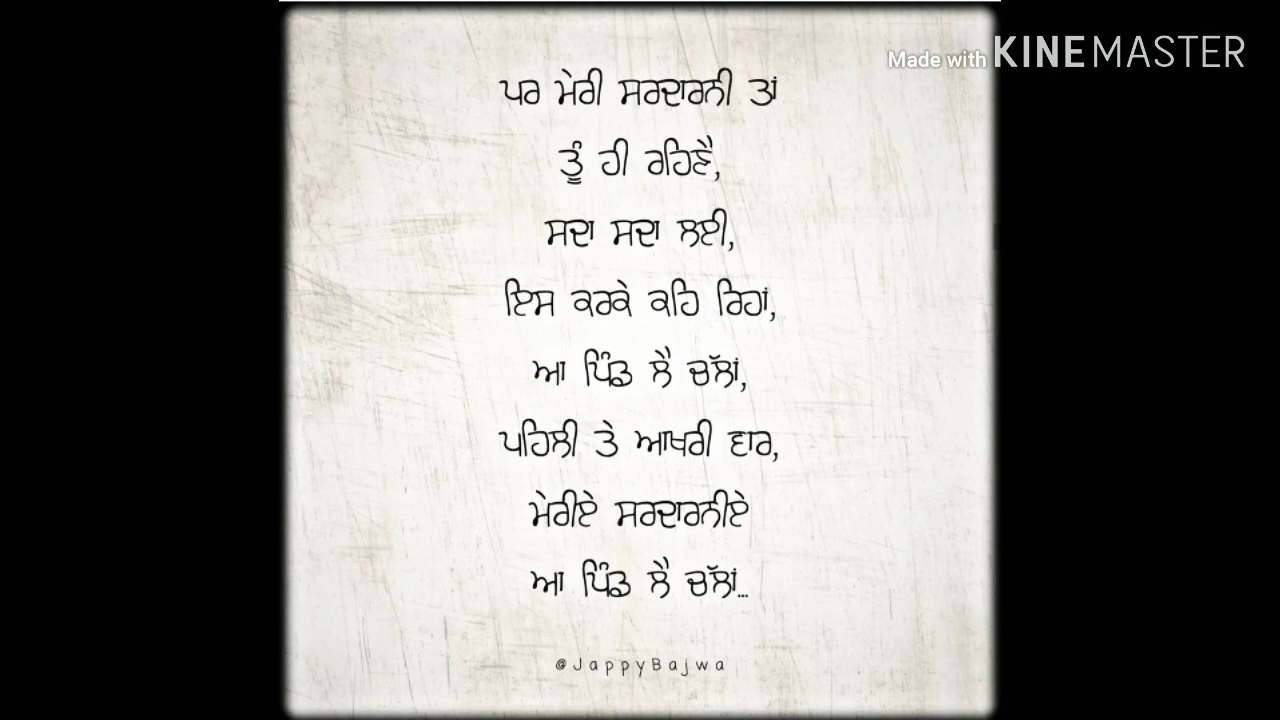 Made with KINEMASTER
ਪਰ ਮੇਰੀ ਸਰਦਾਰਨੀ ਤਾਂ
ਤੂੰ ਹੀ ਰਹਿਣੈ,
ਸਦਾ ਸਦਾ ਲਈ,
ਇਸ ਕਰਕੇ ਕਹਿ ਰਿਹਾਂ,
ਆ ਪਿੰਡ ਲੈ ਚੱਲਾਂ,
ਪਹਿਲੀ ਤੇ ਆਖਰੀ ਵਾਰ,
ਮੇਰੀਏ ਸਰਦਾਰਨੀਏ
ਆ ਪਿੰਡ ਲੈ ਚੱਲਾਂ...
@JappyBajwa